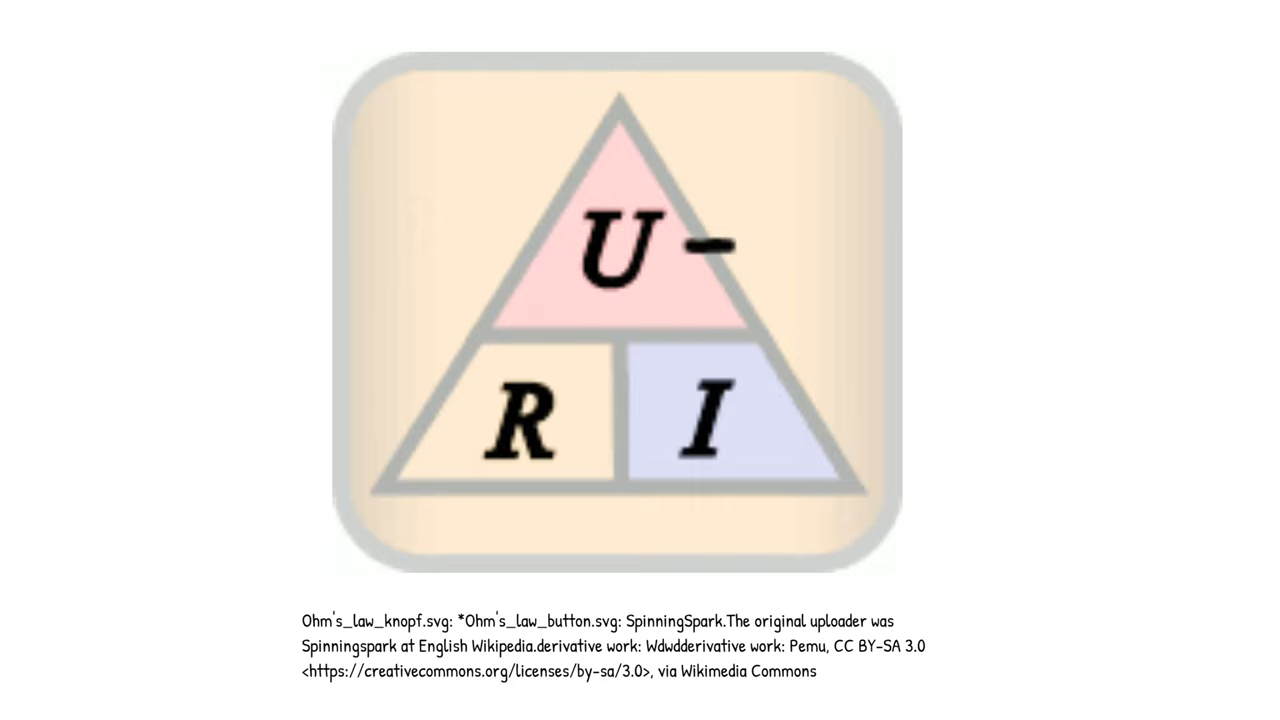 U -
R I
Ohm's_law_knopf.svg: *Ohm's_law_button.svg: SpinningSpark.The original uploader was
Spinningspark at English Wikipedia.derivative work: Wdwdderivative work: Pemu, CC BY-SA 3.0
<https://creativecommons.org/licenses/by-sa/3.0>, via Wikimedia Commons